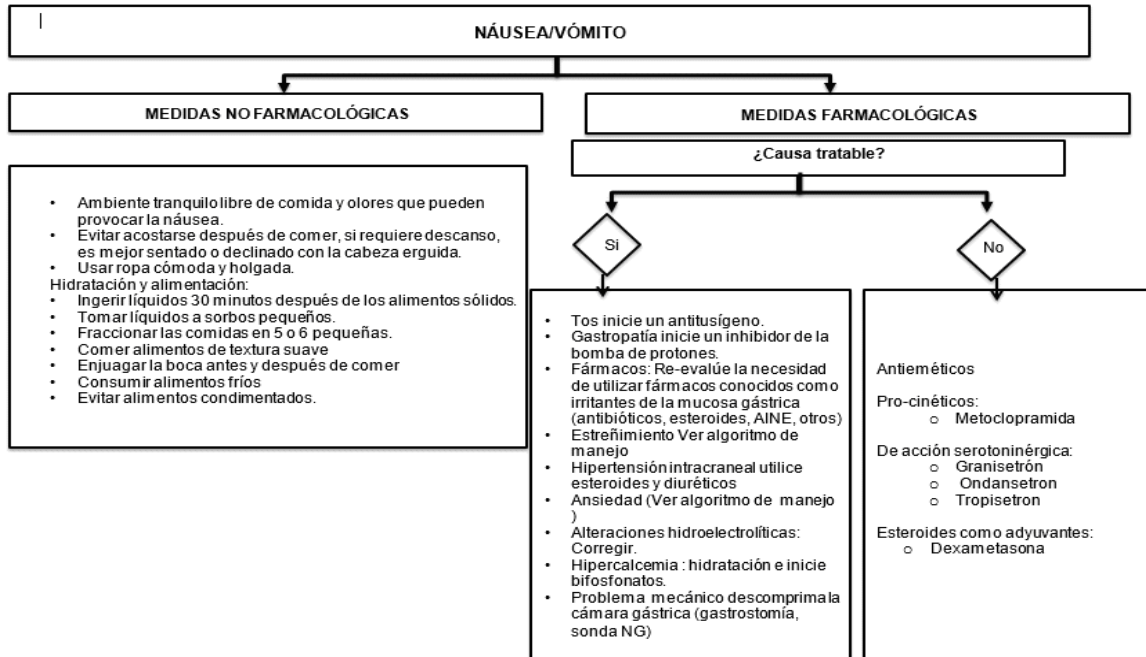 NÁUSEA/VÓMITO
MEDIDAS NO FARMACOLÓGICAS
• Ambiente tranquilo libre de comida y olores que pueden
provocar la náusea.
• Evitar acostarse después de comer, si requiere descanso,
es mejor sentado o declinado con la cabeza erguida.
• Usar ropa cómoda y holgada.
Hidratación y alimentación:
• Ingerir líquidos 30 minutos después de los alimentos sólidos.
• Tomar líquidos a sorbos pequeños.
• Fraccionar las comidas en 5 o 6 pequeñas.
• Comer alimentos de textura suave
• Enjuagar la boca antes y después de comer
• Consumir alimentos fríos
• Evitar alimentos condimentados.
MEDIDAS FARMACOLÓGICAS
¿Causa tratable?
Si
• Tos inicie un antitusígeno.
• Gastropatía inicie un inhibidor de la
bomba de protones.
• Fármacos: Re-evalúe la necesidad
de utilizar fármacos conocidos como
irritantes de la mucosa gástrica
(antibióticos, esteroides, AINE, otros)
• Estreñimiento Ver algoritmo de
manejo
• Hipertensión intracraneal utilice
esteroides y diuréticos
• Ansiedad (Ver algoritmo de manejo
)
• Alteraciones hidroelectrolíticas:
Corregir.
• Hipercalcemia : hidratación e inicie
bifosfonatos.
• Problema mecánico descomprima la
cámara gástrica (gastrostomía,
sonda NG)
No
Antieméticos
Pro-cinéticos:
o Metoclopramida
De acción serotoninérgica:
o Granisetrón
o Ondansetron
o Tropisetron
Esteroides como adyuvantes:
o Dexametasona